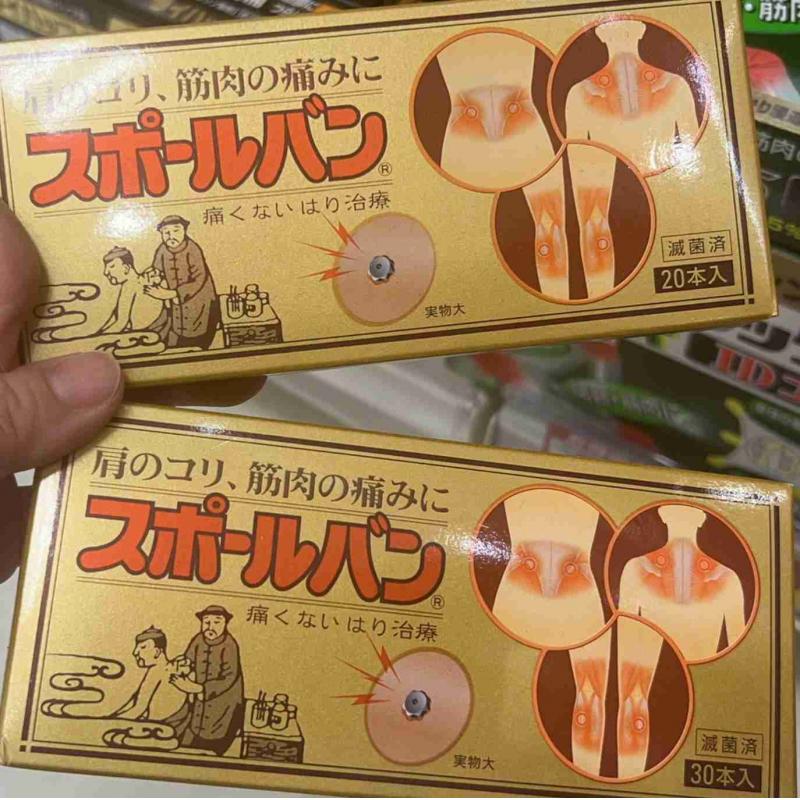 肩のコリ、筋肉の痛みに
スポールバン®
痛くないはり治療
実物大
滅菌済
20本入
肩のコリ、筋肉の痛みに
スポールバン®
痛くないはり治療
実物大
滅菌済
30本入